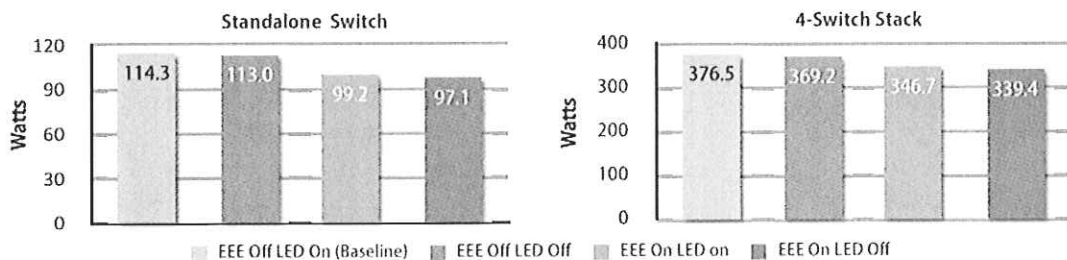 Standalone Switch
Watts
120
90
60
30
0
114.3
113.0
99.2
97.1
4-Switch Stack
Watts
400
300
200
100
0
376.5
369.2
346.7
339.4
EEE Off LED On (Baseline)
EEE Off LED Off
EEE On LED on
EEE On LED Off